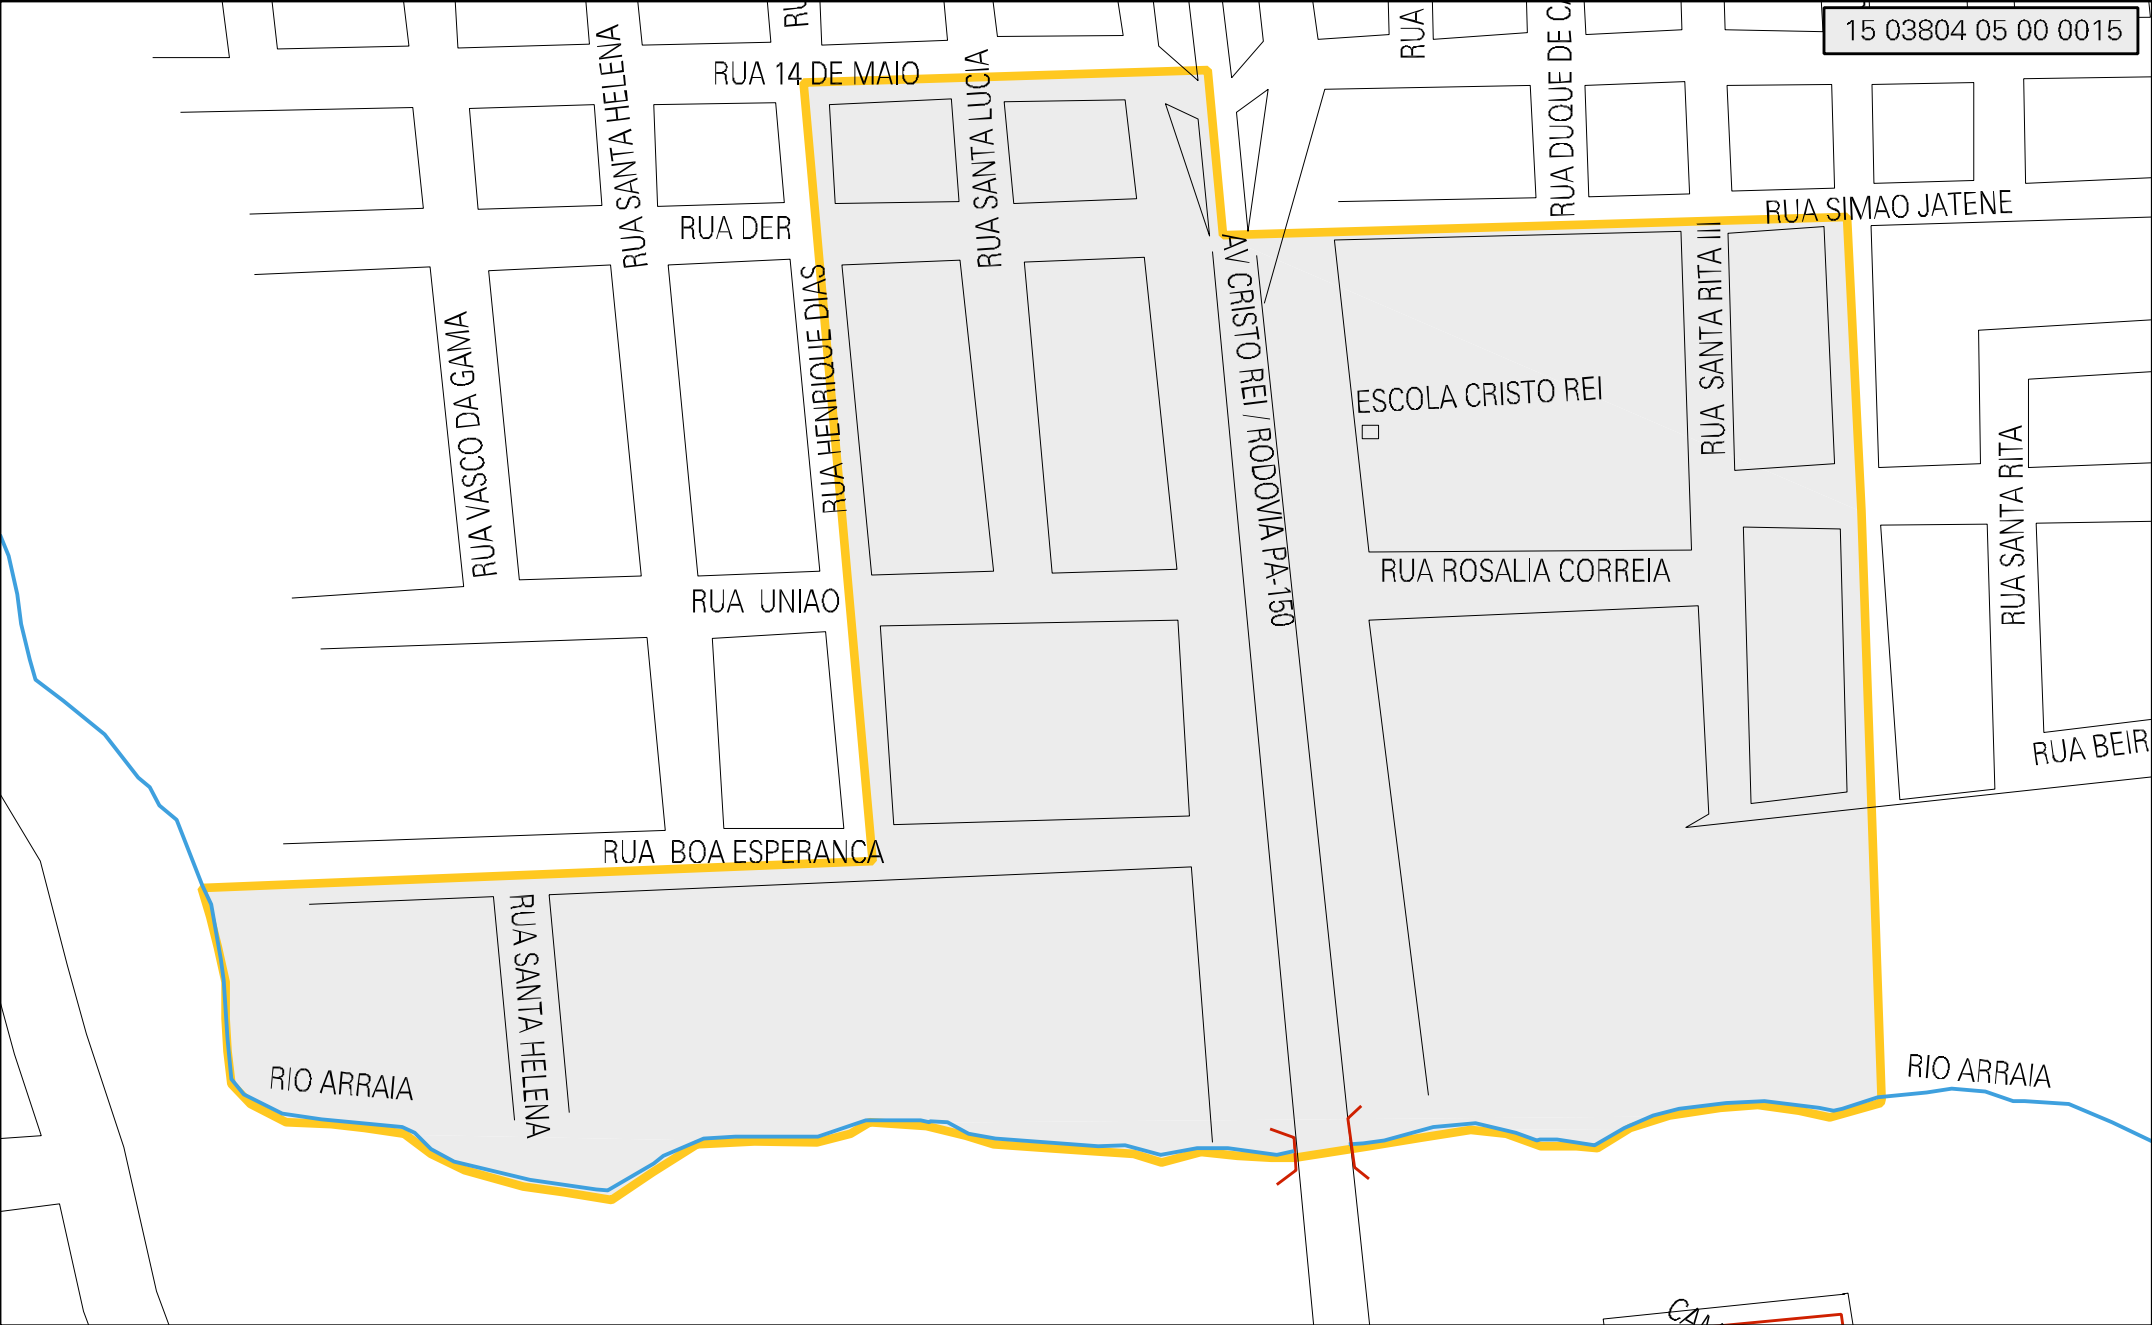 15 03804 05 00 0015
RUA
RUA DUQUE DE
RUA 14 DE MAIO
RUA SANTA HELENA
RUA SANTA LUCIA
RUA SIMAO JATENE
RUA DER
RUA HENRIQUE DIAS
AV CRISTO REI / RODOVIA PA-150
RUA SANTA RITA III
RUA VASCO DA GAMA
ESCOLA CRISTO REI
RUA SANTA RITA
RUA ROSALIA CORREIA
RUA UNIAO
RUA BEIR
RUA BOA ESPERANCA
RUA SANTA HELENA
RIO ARRAIA
RIO ARRAIA